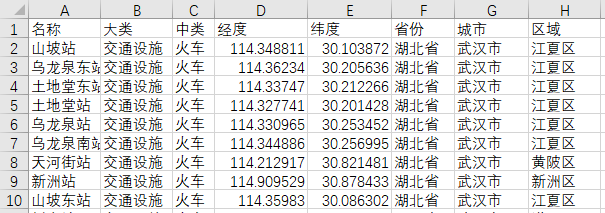 A B C D E F G H
1 名称 大类 中类 经度 纬度 省份 城市 区域
2 山坡站 交通设施 火车 114.348811 30.103872 湖北省 武汉市 江夏区
3 乌龙泉东站 交通设施 火车 114.36234 30.205636 湖北省 武汉市 江夏区
4 土地堂东站 交通设施 火车 114.33747 30.212266 湖北省 武汉市 江夏区
5 土地堂站 交通设施 火车 114.327741 30.201428 湖北省 武汉市 江夏区
6 乌龙泉站 交通设施 火车 114.330965 30.253452 湖北省 武汉市 江夏区
7 乌龙泉南站 交通设施 火车 114.344886 30.256995 湖北省 武汉市 江夏区
8 天河街站 交通设施 火车 114.212917 30.821481 湖北省 武汉市 黄陂区
9 新洲站 交通设施 火车 114.909529 30.878433 湖北省 武汉市 新洲区
10 山坡东站 交通设施 火车 114.35983 30.086302 湖北省 武汉市 江夏区